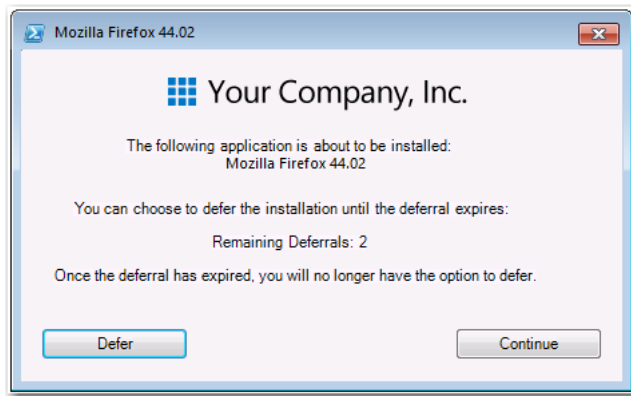 Mozilla Firefox 44.02
Your Company, Inc.
The following application is about to be installed:
Mozilla Firefox 44.02
You can choose to defer the installation until the deferral expires:
Remaining Deferrals: 2
Once the deferral has expired, you will no longer have the option to defer.
Defer
Continue